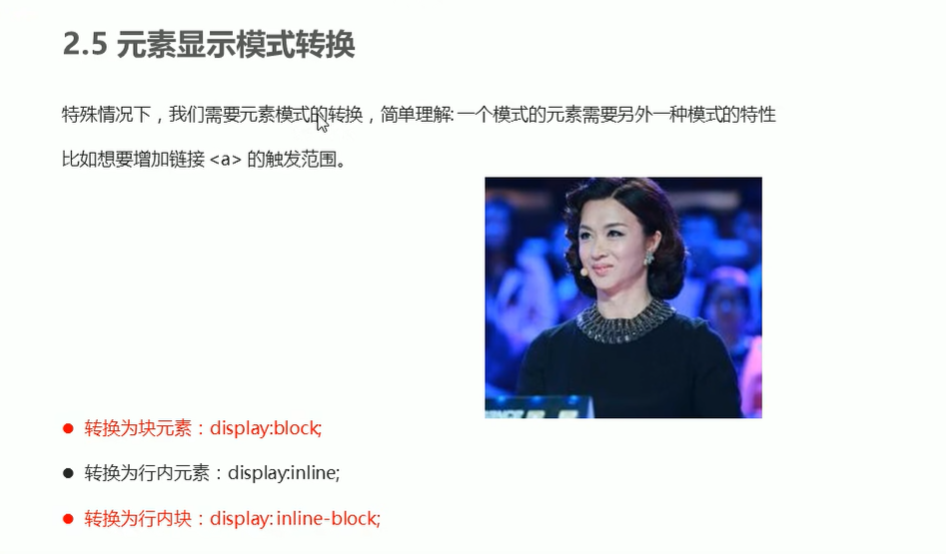 2.5 元素显示模式转换
特殊情况下，我们需要元素模式的转换，简单理解: 一个模式的元素需要另外一种模式的特性
比如想要增加链接 <a> 的触发范围。
● 转换为块元素：display:block;
● 转换为行内元素：display:inline;
● 转换为行内块：display: inline-block;